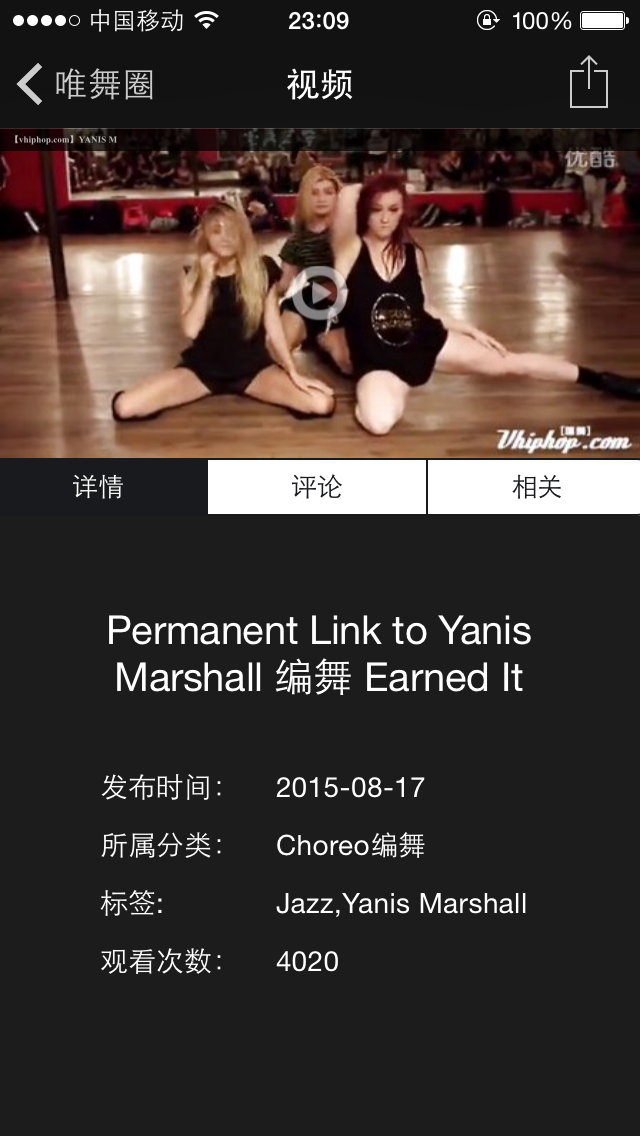 中国移动 23:09 100%
唯舞圈 视频
【vhiphop.com】YANIS M
优酷
Vhiphop.com
详情 评论 相关
Permanent Link to Yanis
Marshall 编舞 Earned It
发布时间： 2015-08-17
所属分类： Choreo编舞
标签: Jazz,Yanis Marshall
观看次数： 4020